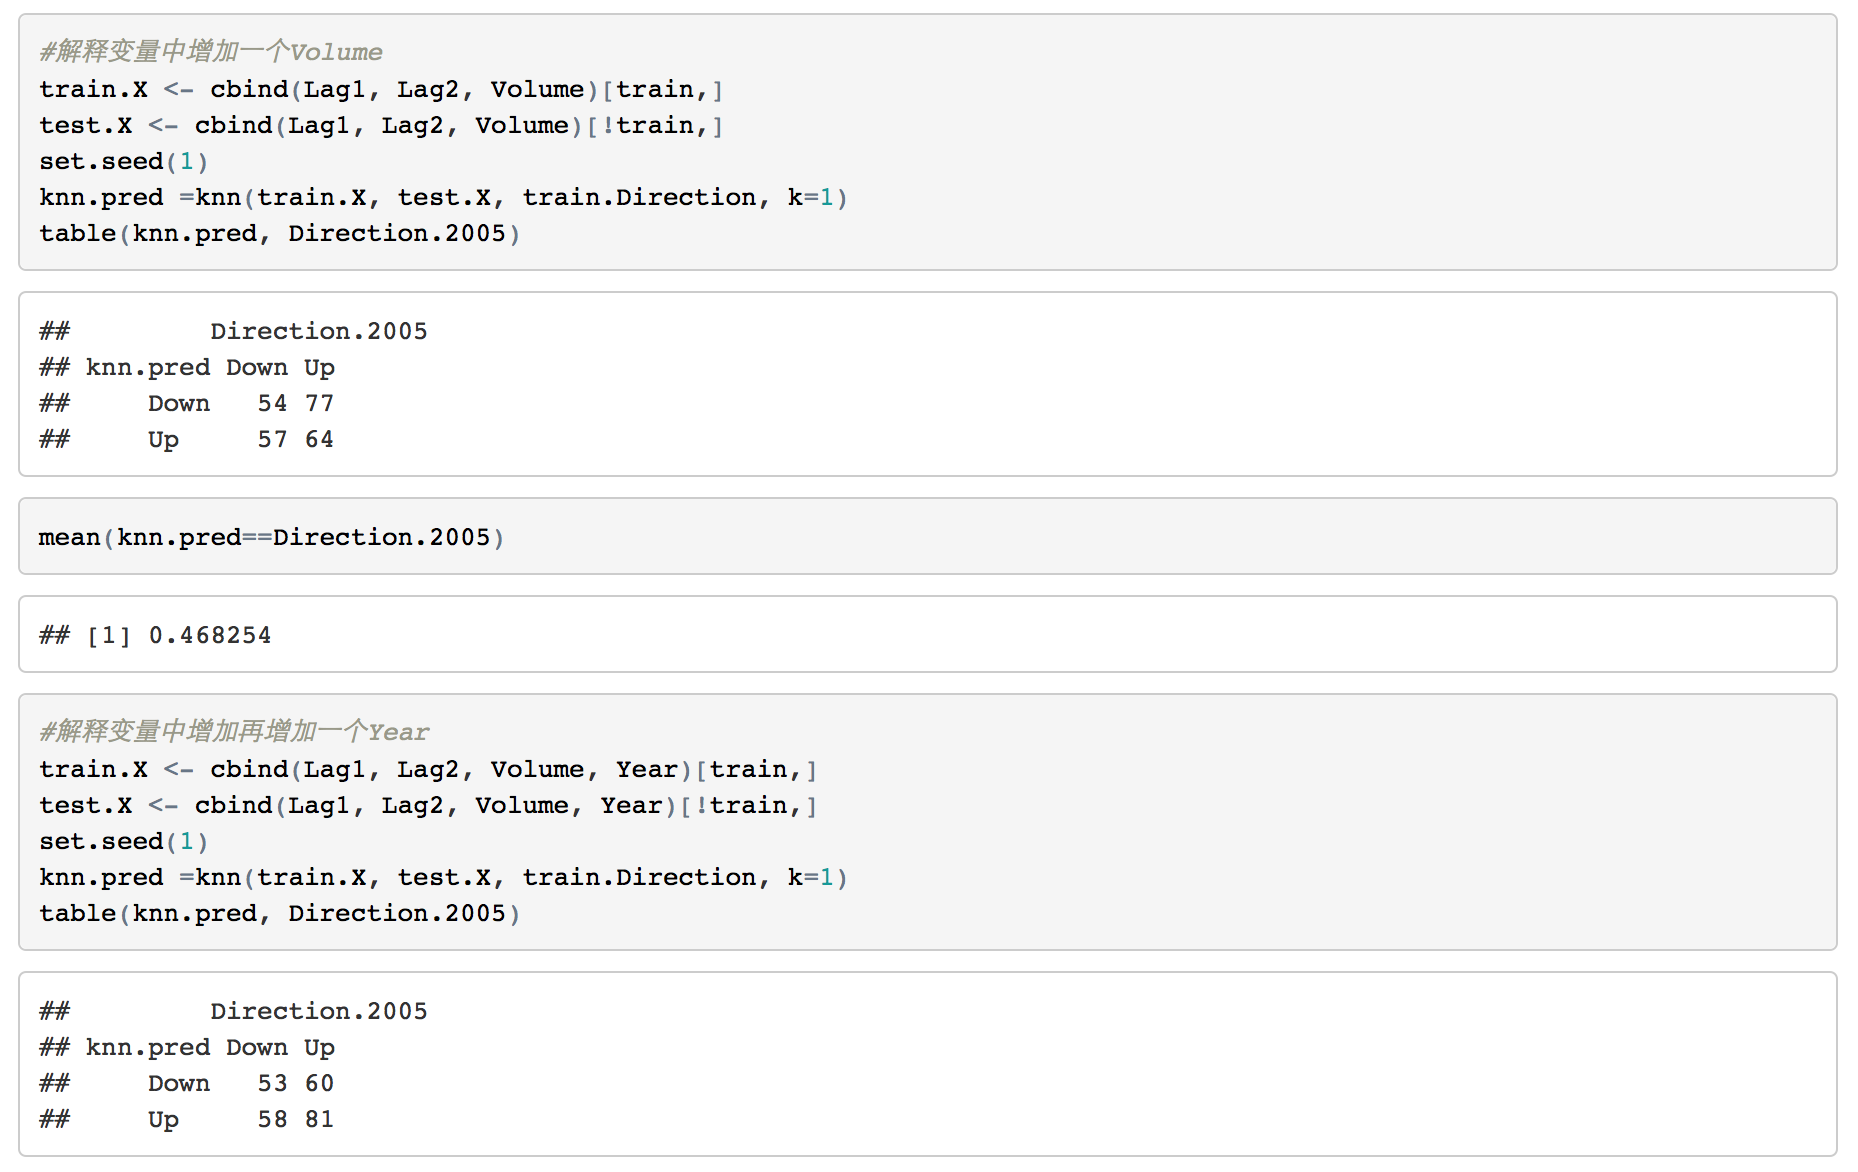 #解释变量中增加一个Volume
train.X <- cbind(Lag1, Lag2, Volume)[train,]
test.X <- cbind(Lag1, Lag2, Volume)[!train,]
set.seed(1)
knn.pred =knn(train.X, test.X, train.Direction, k=1)
table(knn.pred, Direction.2005)
##         Direction.2005
## knn.pred Down Up
##     Down   54 77
##     Up     57 64
mean(knn.pred==Direction.2005)
## [1] 0.468254
#解释变量中增加再增加一个Year
train.X <- cbind(Lag1, Lag2, Volume, Year)[train,]
test.X <- cbind(Lag1, Lag2, Volume, Year)[!train,]
set.seed(1)
knn.pred =knn(train.X, test.X, train.Direction, k=1)
table(knn.pred, Direction.2005)
##         Direction.2005
## knn.pred Down Up
##     Down   53 60
##     Up     58 81